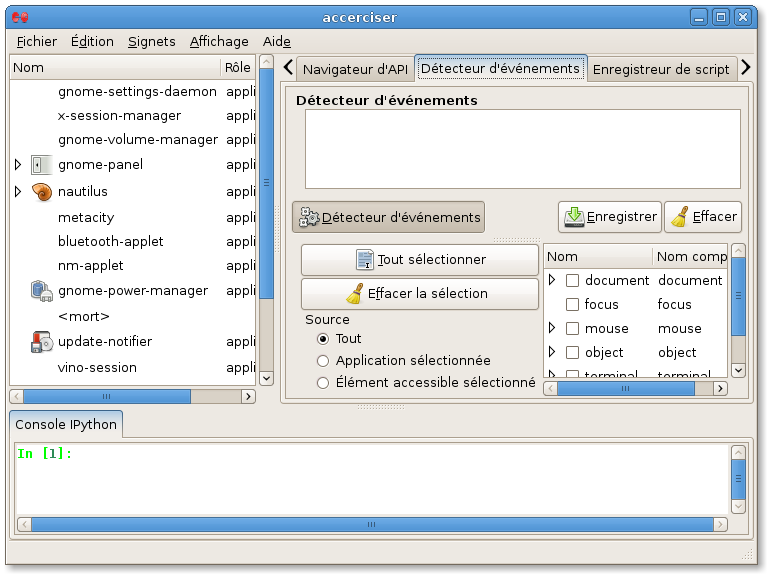 accerciser
Fichier Édition Signets Affichage Aide
Nom Rôle
gnome-settings-daemon appli
x-session-manager appli
gnome-volume-manager appli
gnome-panel appli
nautilus appli
metacity appli
bluetooth-applet appli
nm-applet appli
gnome-power-manager appli
<mort>
update-notifier appli
vino-session appli
Navigateur d'API Détecteur d'événements Enregistreur de script
Détecteur d'événements
Détecteur d'événements Enregistrer Effacer
Tout sélectionner
Effacer la sélection
Source
Tout
Application sélectionnée
Élément accessible sélectionné
Nom Nom comp
document document
focus focus
mouse mouse
object object
terminal terminal
Console IPython
In [1]: